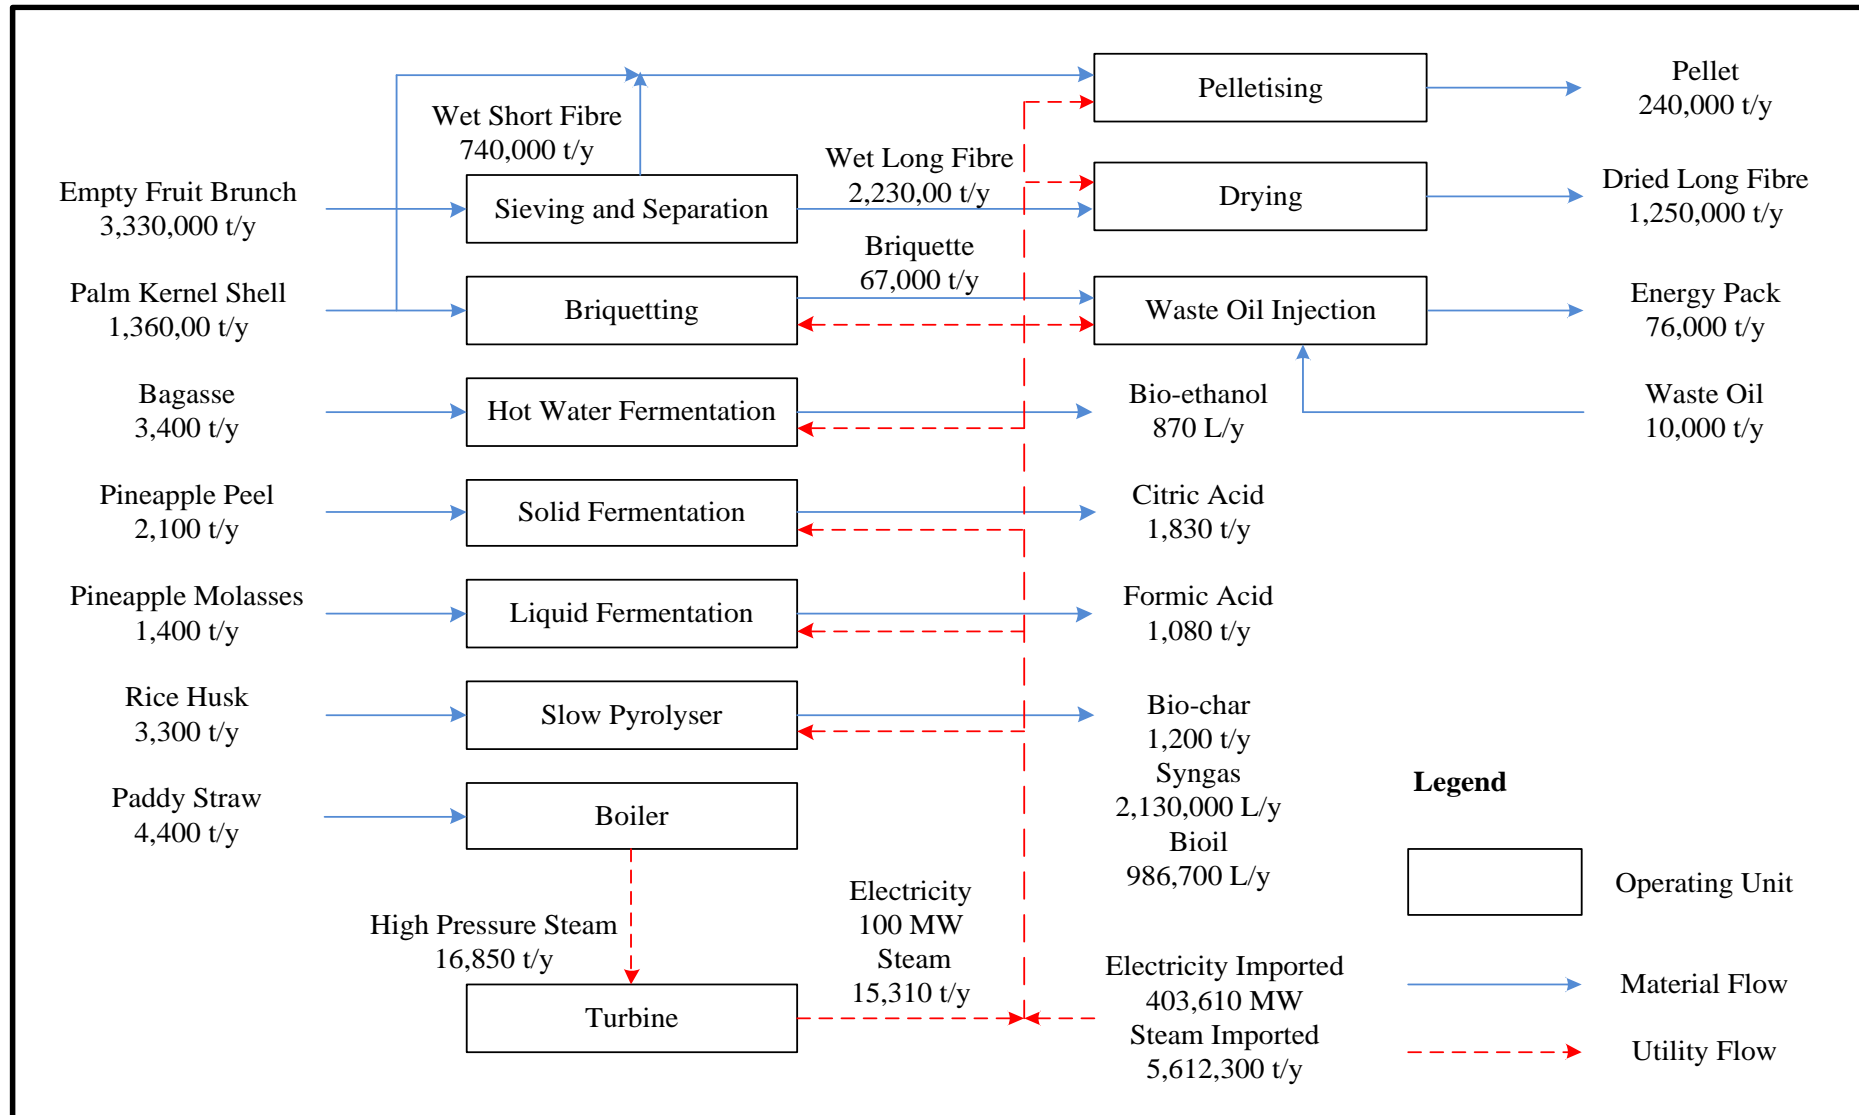 Pellet
240,000 t/y
Pelletising
Wet Short Fibre
740,000 t/y
Wet Long Fibre
2,230,00 t/y
Empty Fruit Brunch
3,330,000 t/y
Sieving and Separation
Drying
Dried Long Fibre
1,250,000 t/y
Briquette
67,000 t/y
Palm Kernel Shell
1,360,00 t/y
Briquetting
Waste Oil Injection
Energy Pack
76,000 t/y
Bagasse
3,400 t/y
Hot Water Fermentation
Bio-ethanol
870 L/y
Waste Oil
10,000 t/y
Pineapple Peel
2,100 t/y
Solid Fermentation
Citric Acid
1,830 t/y
Pineapple Molasses
1,400 t/y
Liquid Fermentation
Formic Acid
1,080 t/y
Rice Husk
3,300 t/y
Slow Pyrolyser
Bio-char
1,200 t/y
Syngas
2,130,000 L/y
Bioil
986,700 L/y
Paddy Straw
4,400 t/y
Boiler
High Pressure Steam
16,850 t/y
Electricity
100 MW
Steam
15,310 t/y
Turbine
Electricity Imported
403,610 MW
Steam Imported
5,612,300 t/y
Legend
Operating Unit
Material Flow
Utility Flow